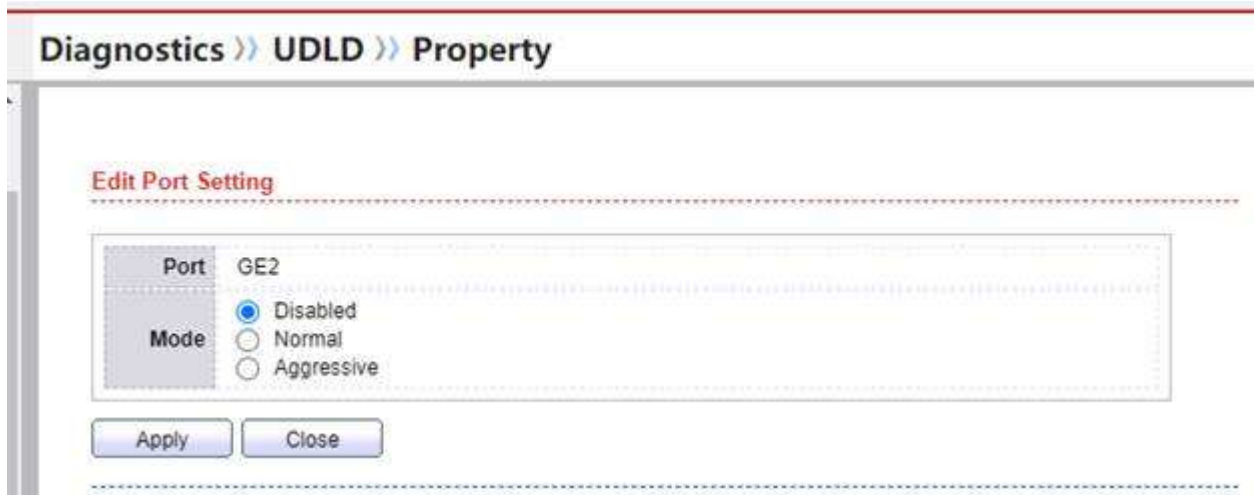 Diagnostics 》 UDLD 》 Property
Edit Port Setting
Port GE2
Mode
Disabled
Normal
Aggressive
Apply Close